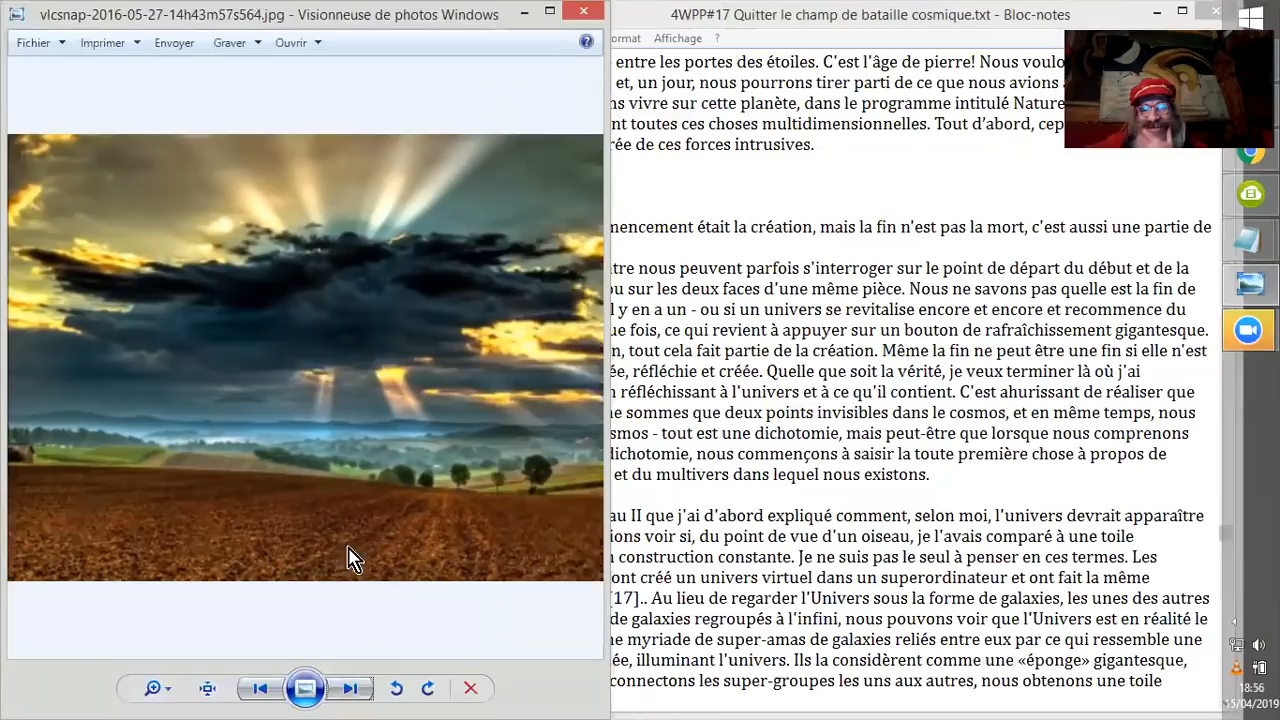 vlcsnap-2016-05-27-14h43m57s564.jpg - Visionneuse de photos Windows
Fichier Imprimer Envoyer Graver Ouvrir
4WPP#17 Quitter le champ de bataille cosmique.txt - Bloc-notes
ormat Affichage ?
entre les portes des étoiles. C'est l'âge de pierre! Nous voulo
et, un jour, nous pourrons tirer parti de ce que nous avions
ns vivre sur cette planète, dans le programme intitulé Nature
nt toutes ces choses multidimensionnelles. Tout d'abord, cep
rée de ces forces intrusives.
mencement était la création, mais la fin n'est pas la mort, c'est aussi une partie de
tre nous peuvent parfois s'interroger sur le point de départ du début et de la
ou sur les deux faces d'une même pièce. Nous ne savons pas quelle est la fin de
l y en a un - ou si un univers se revitalise encore et encore et recommence du
ue fois, ce qui revient à appuyer sur un bouton de rafraîchissement gigantesque.
n, tout cela fait partie de la création. Même la fin ne peut être une fin si elle n'est
ée, réfléchie et créée. Quelque que soit la vérité, je veux terminer là où j'ai
n réfléchissant à l'univers et à ce qu'il contient. C'est ahurissant de réaliser que
ne sommes que deux points invisibles dans le cosmos, et en même temps, nous
smos - tout est une dichotomie, mais peut-être que lorsque nous comprenons
dichotomie, nous commençons à saisir la toute première chose à propos de
et du multivers dans lequel nous existons.
au II que j'ai d'abord expliqué comment, selon moi, l'univers devrait apparaître
ions voir si, du point de vue d'un oiseau, je l'avais comparé à une toile
n construction constante. Je ne suis pas le seul à penser en ces termes. Les
ont créé un univers virtuel dans un superordinateur et ont fait la même
[17].. Au lieu de regarder l'Univers sous la forme de galaxies, les unes des autres
de galaxies regroupés à l'infini, nous pouvons voir que l'Univers est en réalité le
ne myriade de super-amas de galaxies reliés entre eux par ce qui ressemble une
ée, illuminant l'univers. Ils la considèrent comme une «éponge» gigantesque,
connectons les super-groupes les uns aux autres, nous obtenons une toile
18:56
15/04/2019